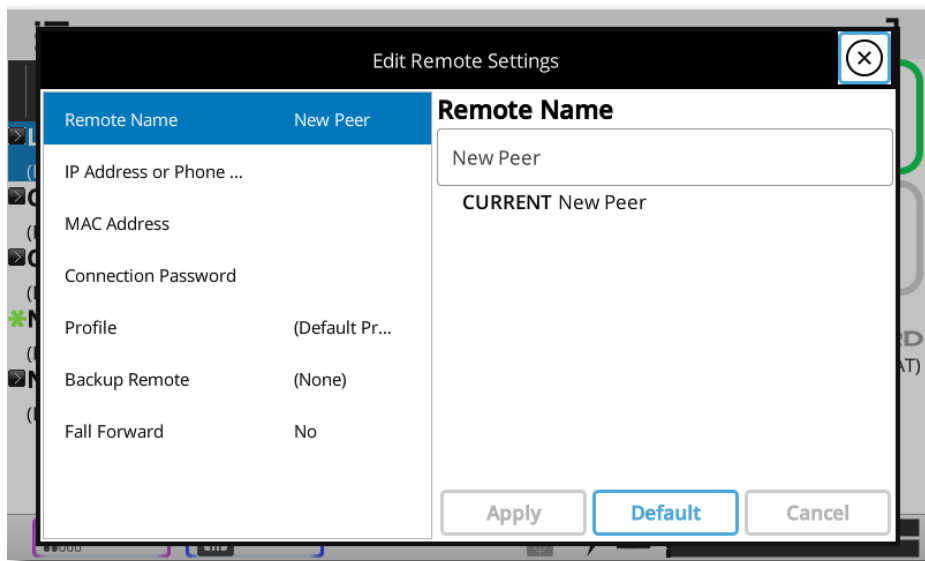 Edit Remote Settings
Remote Name New Peer
IP Address or Phone ...
MAC Address
Connection Password
Profile (Default Pr...
Backup Remote (None)
Fall Forward No
Remote Name
New Peer
CURRENT New Peer
Apply Default Cancel